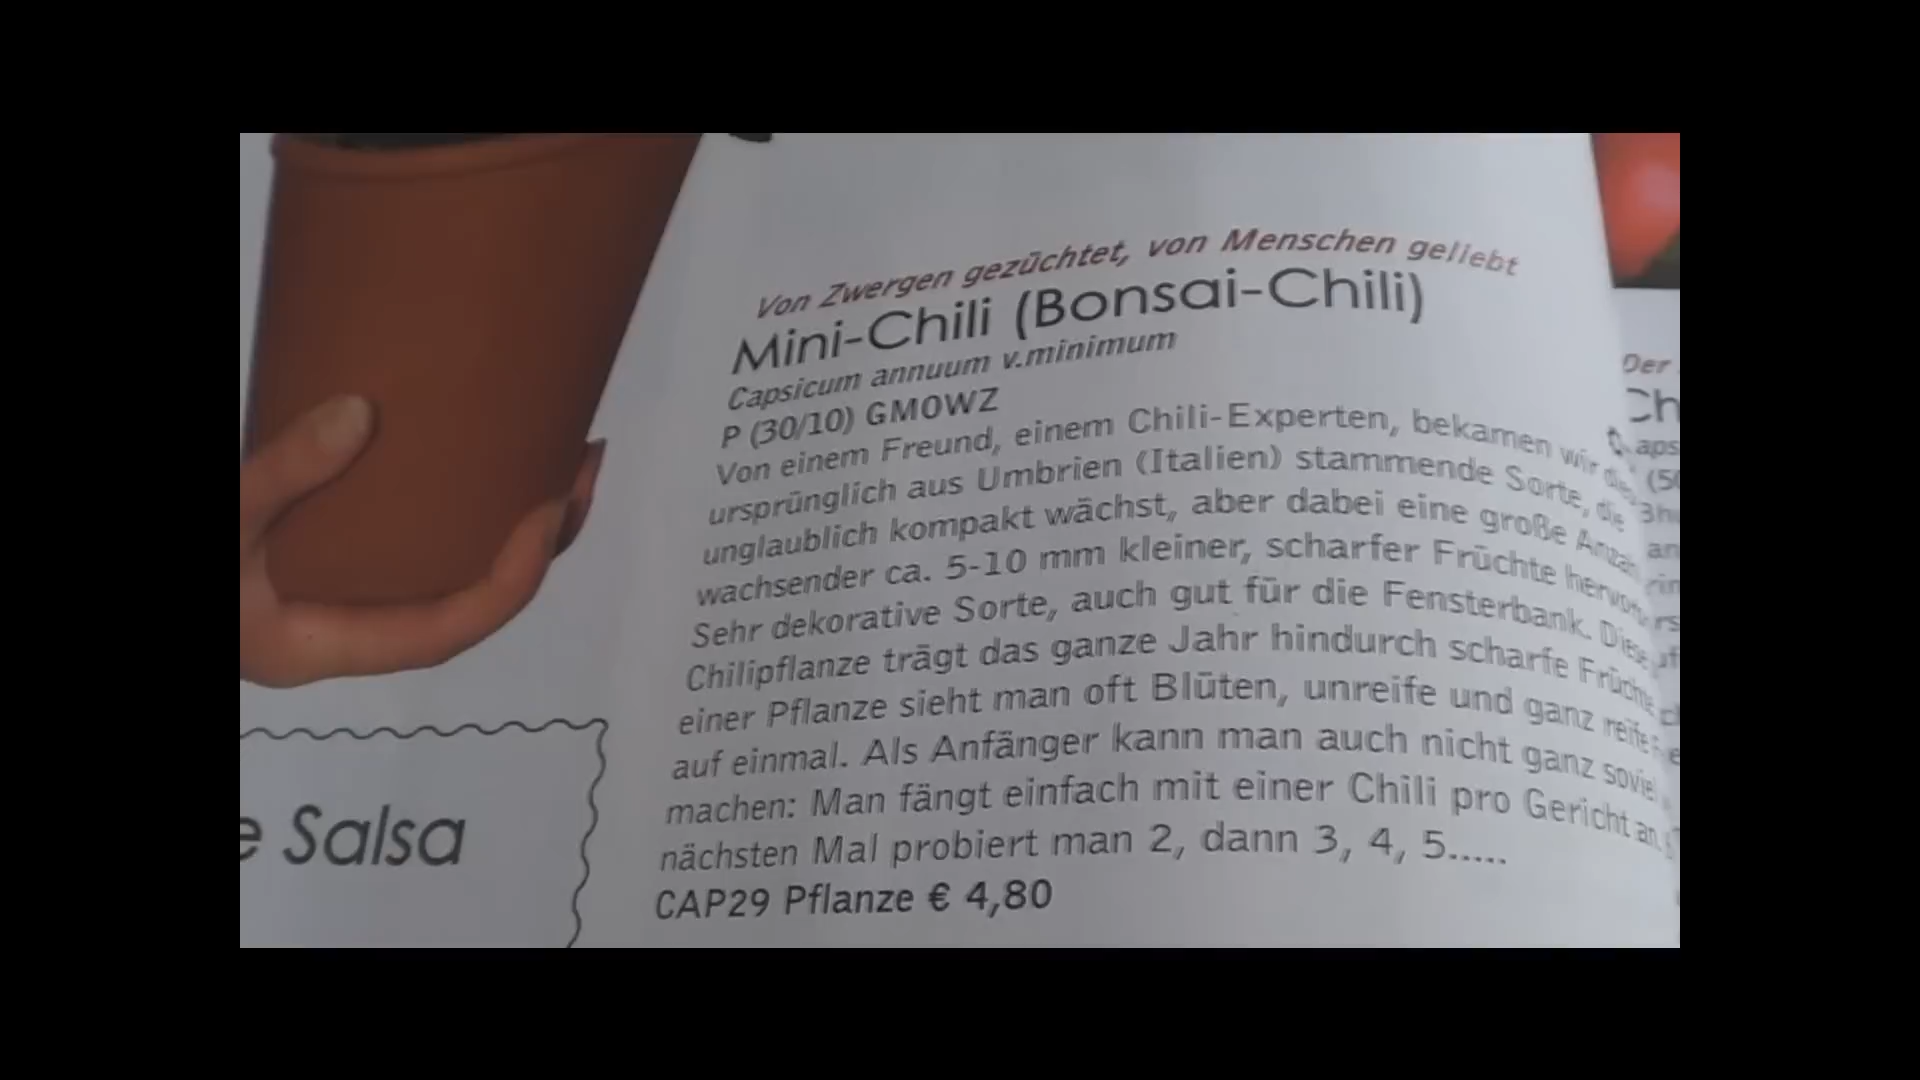 Von Zwergen gezüchtet, von Menschen geliebt
Mini-Chili (Bonsai-Chili)
Capsicum annuum v.minimum
P (30/10) GMOWZ
Von einem Freund, einem Chili-Experten, bekamen wir
ursprünglich aus Umbrien (Italien) stammende Sorte, die
unglaublich kompakt wächst, aber dabei eine große
wachsender ca. 5-10 mm kleiner, scharfer Früchte
Sehr dekorative Sorte, auch gut für die Fensterbank.
Chilipflanze trägt das ganze Jahr hindurch scharfe
einer Pflanze sieht man oft Blüten, unreife und ganz reife
auf einmal. Als Anfänger kann man auch nicht ganz
machen: Man fängt einfach mit einer Chili pro Gericht an
nächsten Mal probiert man 2, dann 3, 4, 5.....
CAP29 Pflanze € 4,80
e Salsa
Der